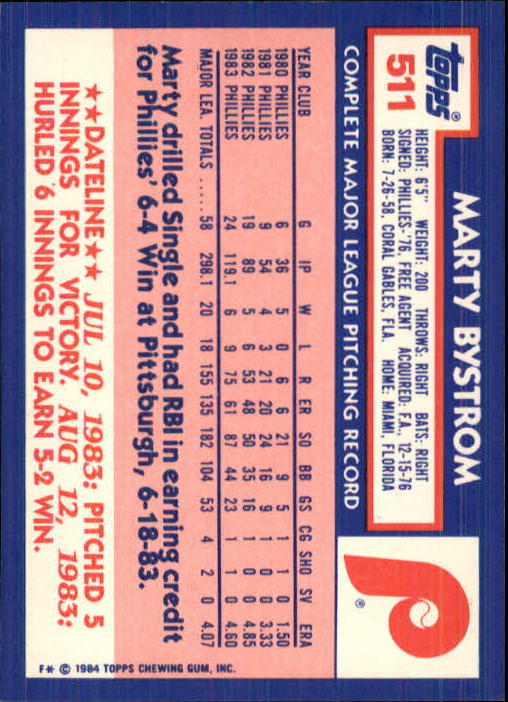 topps®
511
MARTY BYSTROM
HEIGHT: 6'5" WEIGHT: 200 THROWS: RIGHT BATS: RIGHT
SIGNED: PHILLIES-'76, FREE AGENT ACQUIRED: F.A., 12-15-76
BORN: 7-26-58, CORAL GABLES, FLA. HOME: MIAMI, FLORIDA
P®
COMPLETE MAJOR LEAGUE PITCHING RECORD
YEAR CLUB G IP W L R ER SO BB GS CG SHO SV ERA
1980 PHILLIES 6 36 5 0 6 6 21 9 5 1 1 0 1.50
1981 PHILLIES 9 54 4 3 21 20 24 16 9 1 0 0 3.33
1982 PHILLIES 19 89 5 6 53 48 50 35 16 1 0 0 4.85
1983 PHILLIES 24 119.1 6 9 75 61 87 44 23 1 1 0 4.60
MAJOR LEA. TOTALS ..... 58 298.1 20 18 155 135 182 104 53 4 2 0 4.07
Marty drilled Single and had RBI in earning credit
for Phillies' 6-4 Win at Pittsburgh, 6-18-83.
★★DATELINE★★ JUL 10, 1983: PITCHED 5
INNINGS FOR VICTORY. AUG 12, 1983:
HURLED 6 INNINGS TO EARN 5-2 WIN.
F* © 1984 TOPPS CHEWING GUM, INC.